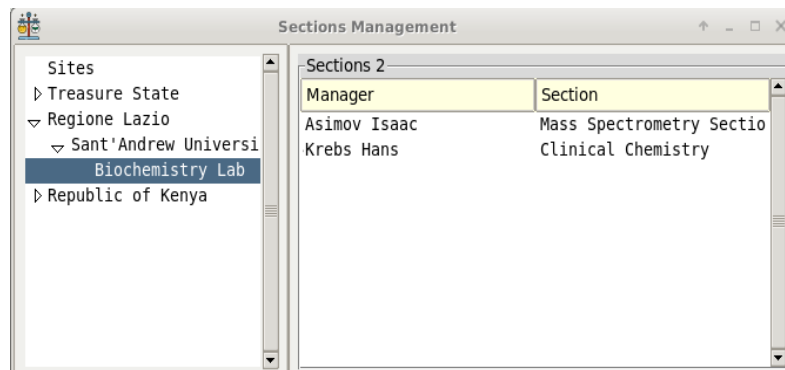 Sections Management
Sites
Treasure State
Regione Lazio
Sant'Andrew Universi
Biochemistry Lab
Republic of Kenya
Sections 2
Manager Section
Asimov Isaac Mass Spectrometry Sectio
Krebs Hans Clinical Chemistry